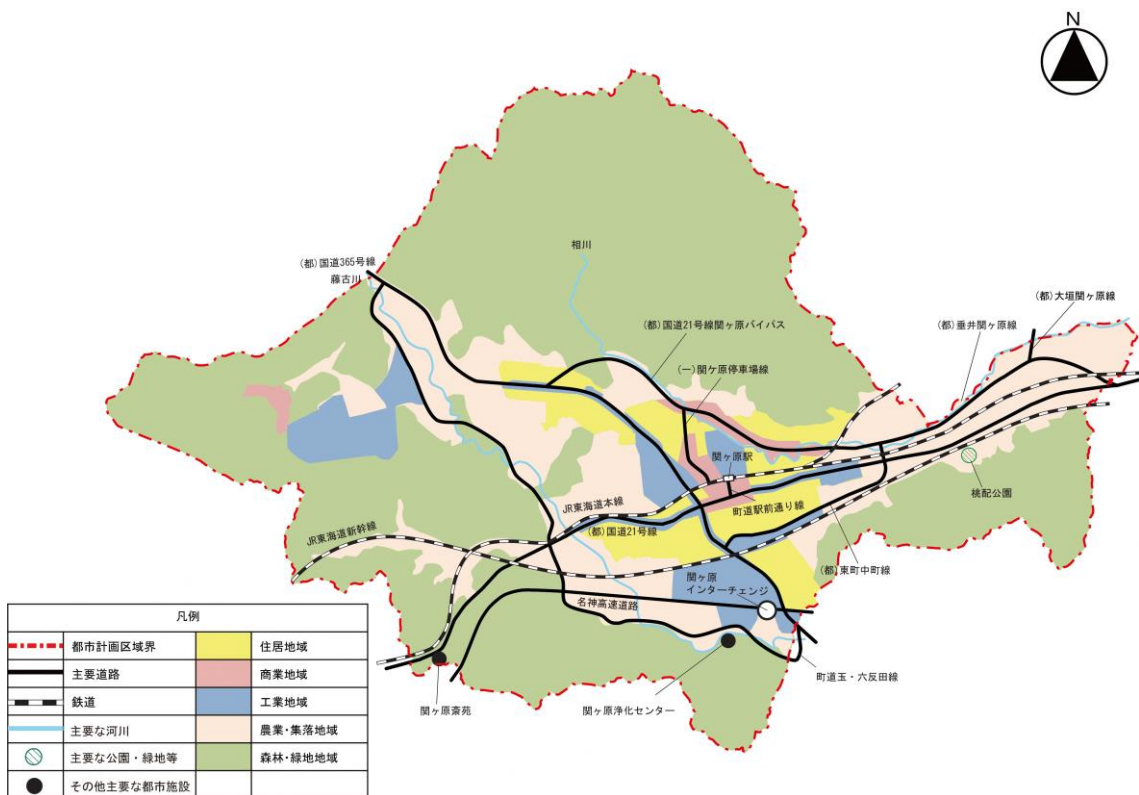 N
相川
(都)国道365号線
藤古川
(都)大垣関ヶ原線
(都)国道21号線関ヶ原バイパス
(都)垂井関ヶ原線
(一)関ケ原停車場線
関ヶ原駅
桃配公園
JR東海道本線
町道駅前通り線
(都)国道21号線
JR東海道新幹線
(都)東町中町線
関ヶ原
インターチェンジ
名神高速道路
町道玉・六反田線
関ヶ原斎苑
関ヶ原浄化センター
凡例
都市計画区域界
住居地域
主要道路
商業地域
鉄道
工業地域
主要な河川
農業・集落地域
主要な公園・緑地等
森林・緑地地域
その他主要な都市施設